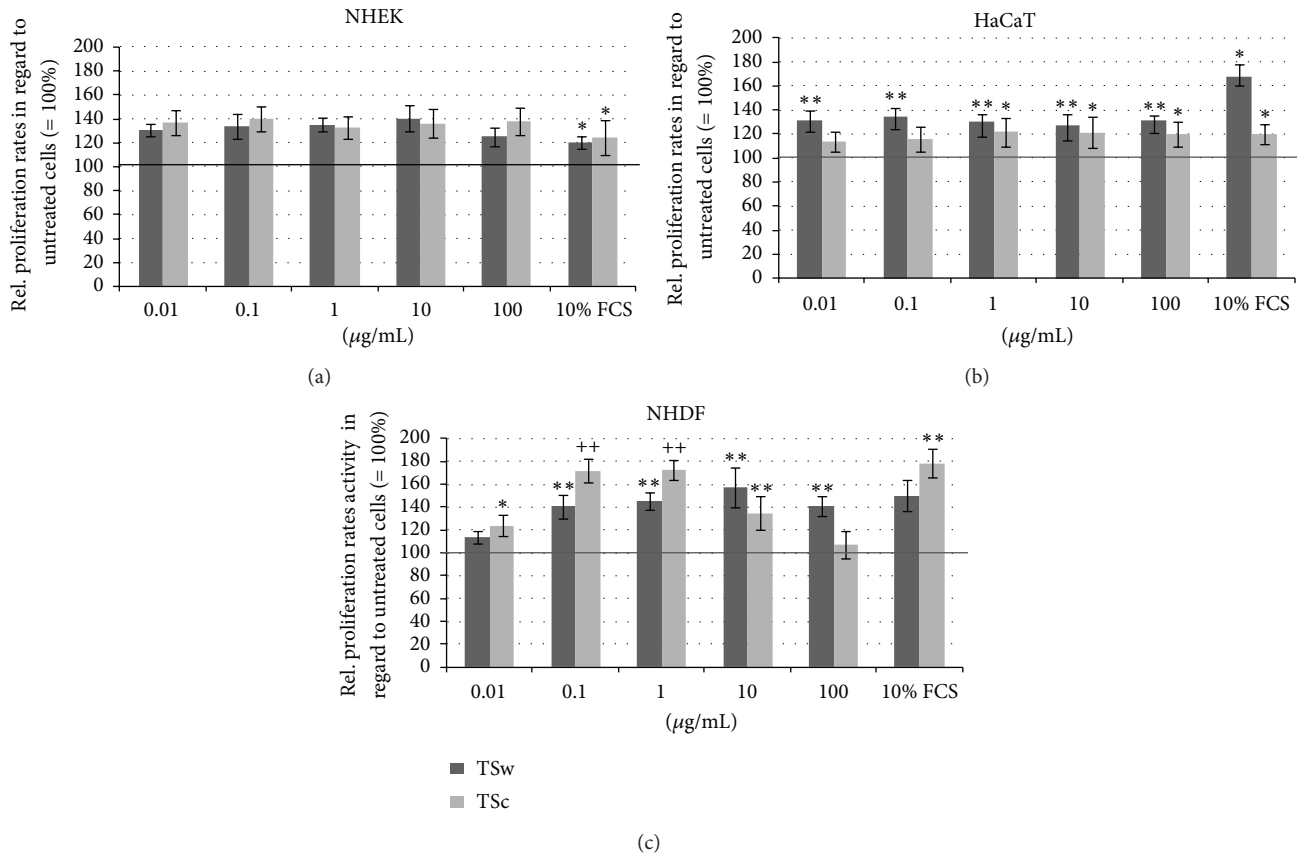 NHEK
Rel. proliferation rates in regard to
untreated cells (= 100%)
200
180
160
140
120
100
80
60
40
20
0
* *
0.01 0.1 1 10 100 10% FCS
(µg/mL)
(a)
HaCaT
Rel. proliferation rates in regard to
untreated cells (= 100%)
200
180
160
140
120
100
80
60
40
20
0
** ** ** * ** * ** * * *
0.01 0.1 1 10 100 10% FCS
(µg/mL)
(b)
NHDF
Rel. proliferation rates activity in
regard to untreated cells (= 100%)
200
180
160
140
120
100
80
60
40
20
0
* ** ++ ** ++ ** ** ** **
0.01 0.1 1 10 100 10% FCS
(µg/mL)
TSw
TSc
(c)